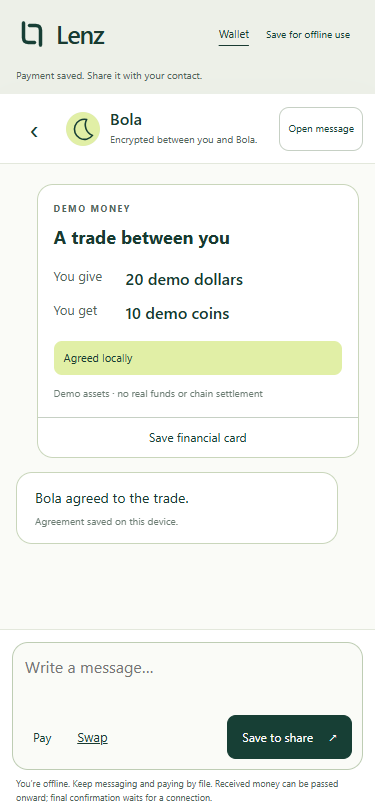 Lenz
Wallet
Save for offline use
Payment saved. Share it with your contact.
‹
Bola
Encrypted between you and Bola.
Open message
DEMO MONEY
A trade between you
You give 20 demo dollars
You get 10 demo coins
Agreed locally
Demo assets · no real funds or chain settlement
Save financial card
Bola agreed to the trade.
Agreement saved on this device.
Write a message...
Pay
Swap
Save to share ↗
You're offline. Keep messaging and paying by file. Received money can be passed
onward; final confirmation waits for a connection.